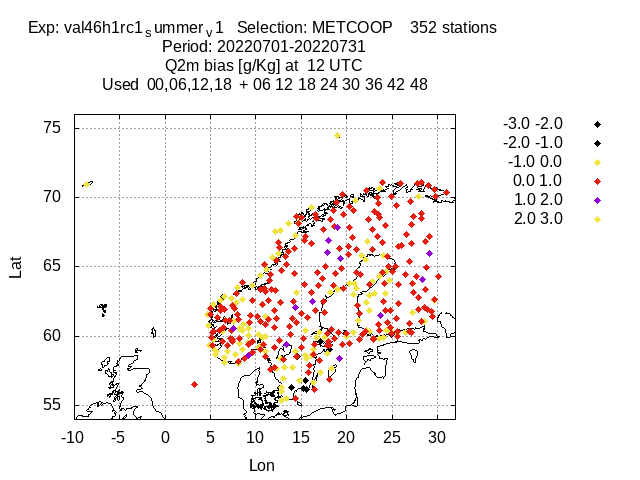 Exp: val46h1rc1summerv1 Selection: METCOOP 352 stations
Period: 20220701-20220731
Q2m bias [g/Kg] at 12 UTC
Used 00,06,12,18 + 06 12 18 24 30 36 42 48
-3.0 -2.0
-2.0 -1.0
-1.0 0.0
0.0 1.0
1.0 2.0
2.0 3.0
75
70
65
60
55
Lat
-10 -5 0 5 10 15 20 25 30
Lon